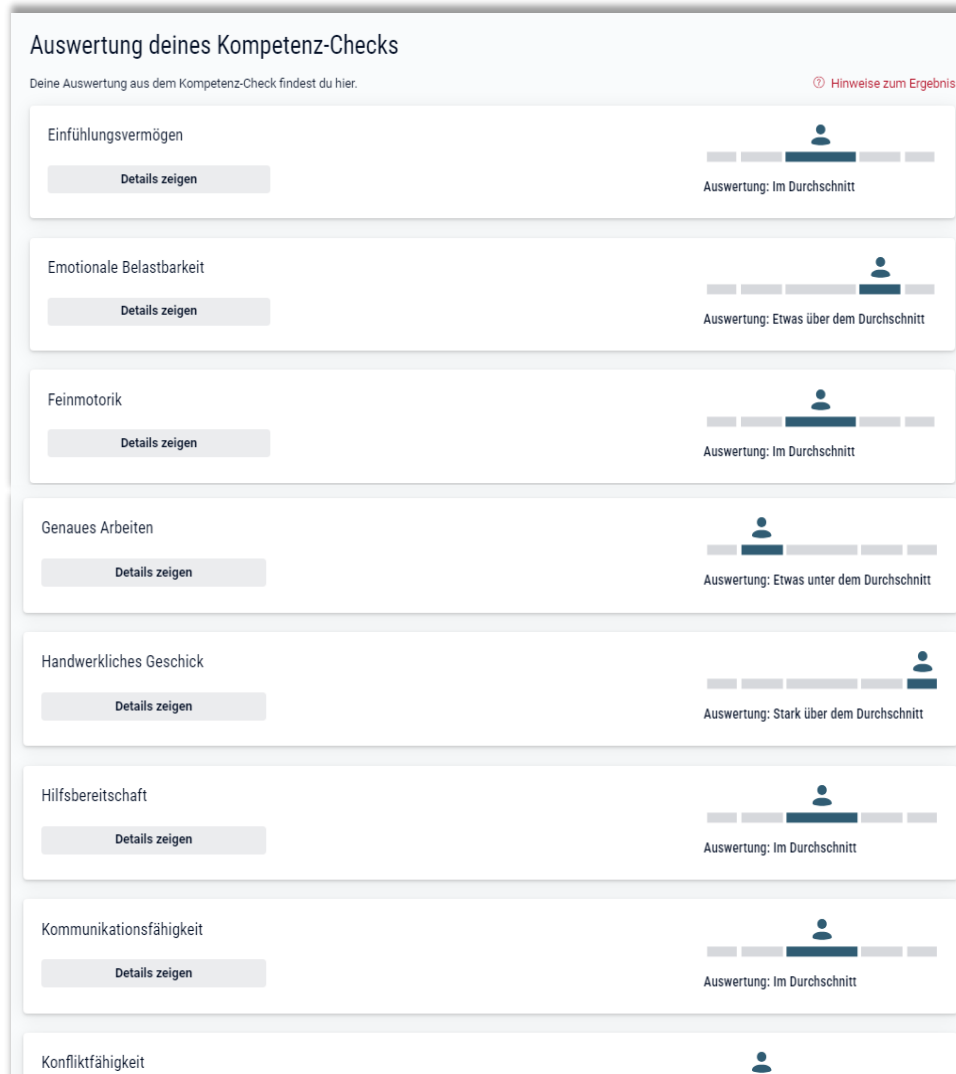 Auswertung deines Kompetenz-Checks
Deine Auswertung aus dem Kompetenz-Check findest du hier.
Hinweise zum Ergebnis
Einfühlungsvermögen
Details zeigen
Auswertung: Im Durchschnitt
Emotionale Belastbarkeit
Details zeigen
Auswertung: Etwas über dem Durchschnitt
Feinmotorik
Details zeigen
Auswertung: Im Durchschnitt
Genaues Arbeiten
Details zeigen
Auswertung: Etwas unter dem Durchschnitt
Handwerkliches Geschick
Details zeigen
Auswertung: Stark über dem Durchschnitt
Hilfsbereitschaft
Details zeigen
Auswertung: Im Durchschnitt
Kommunikationsfähigkeit
Details zeigen
Auswertung: Im Durchschnitt
Konfliktfähigkeit